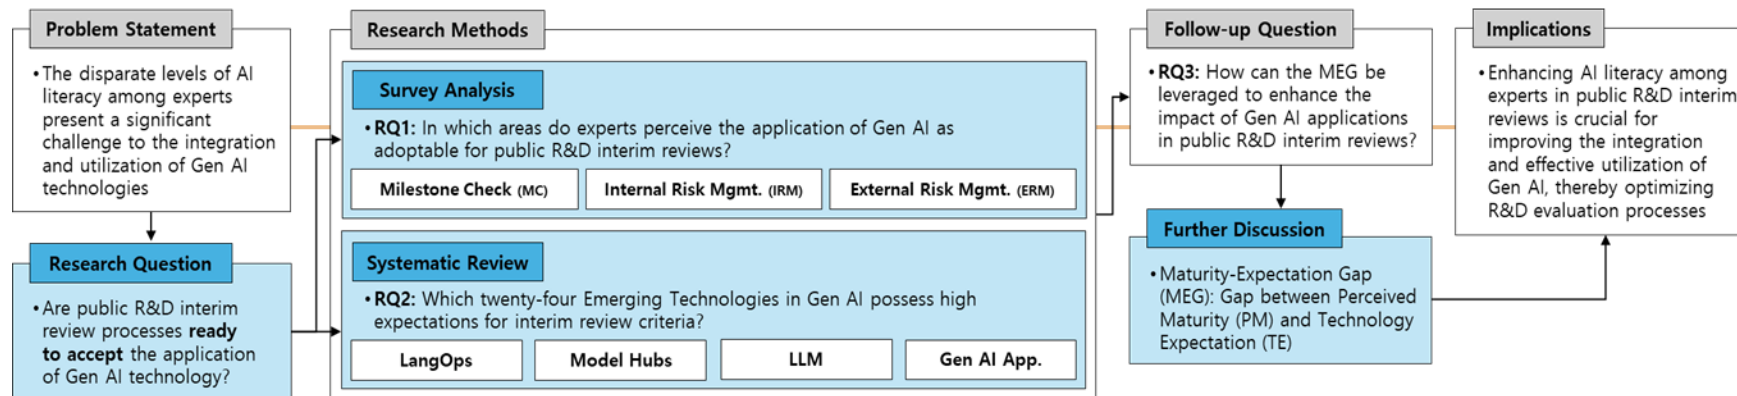 Problem Statement
• The disparate levels of AI
literacy among experts
present a significant
challenge to the integration
and utilization of Gen AI
technologies
Research Question
• Are public R&D interim
review processes ready
to accept the application
of Gen AI technology?
Research Methods
Survey Analysis
• RQ1: In which areas do experts perceive the application of Gen AI as
adoptable for public R&D interim reviews?
Milestone Check (MC)
Internal Risk Mgmt. (IRM)
External Risk Mgmt. (ERM)
Systematic Review
• RQ2: Which twenty-four Emerging Technologies in Gen AI possess high
expectations for interim review criteria?
LangOps
Model Hubs
LLM
Gen AI App.
Follow-up Question
• RQ3: How can the MEG be
leveraged to enhance the
impact of Gen AI applications
in public R&D interim reviews?
Further Discussion
• Maturity-Expectation Gap
(MEG): Gap between Perceived
Maturity (PM) and Technology
Expectation (TE)
Implications
• Enhancing AI literacy among
experts in public R&D interim
reviews is crucial for
improving the integration
and effective utilization of
Gen AI, thereby optimizing
R&D evaluation processes